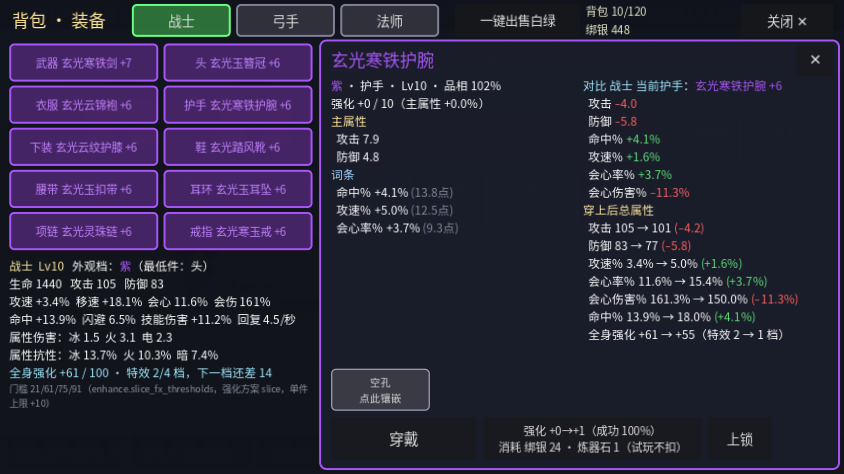 背包 · 装备
战士
弓手
法师
一键出售白绿
背包 10/120
绑银 448
关闭 ×
武器 玄光寒铁剑 +7
头 玄光玉簪冠 +6
衣服 玄光云锦袍 +6
护手 玄光寒铁护腕 +6
下装 玄光云纹护膝 +6
鞋 玄光踏风靴 +6
腰带 玄光玉扣带 +6
耳环 玄光玉耳坠 +6
项链 玄光灵珠链 +6
戒指 玄光寒玉戒 +6
战士 Lv10 外观档：紫（最低件：头）
生命 1440 攻击 105 防御 83
攻速 +3.4% 移速 +18.1% 会心 11.6% 会伤 161%
命中 +13.9% 闪避 6.5% 技能伤害 +11.2% 回复 4.5/秒
属性伤害：冰 1.5 火 3.1 电 2.3
属性抗性：冰 13.7% 火 10.3% 暗 7.4%
全身强化 +61 / 100 · 特效 2/4 档，下一档还差 14
门槛 21/61/75/91（enhance.slice_fx_thresholds，强化方案 slice，单件
上限 +10）
玄光寒铁护腕
×
紫 · 护手 · Lv10 · 品相 102%
强化 +0 / 10（主属性 +0.0%）
主属性
攻击 7.9
防御 4.8
词条
命中% +4.1% (13.8点)
攻速% +5.0% (12.5点)
会心率% +3.7% (9.3点)
对比 战士 当前护手：玄光寒铁护腕 +6
攻击 −4.0
防御 −5.8
命中% +4.1%
攻速% +1.6%
会心率% +3.7%
会心伤害% −11.3%
穿上后总属性
攻击 105 → 101 (−4.2)
防御 83 → 77 (−5.8)
攻速% 3.4% → 5.0% (+1.6%)
会心率% 11.6% → 15.4% (+3.7%)
会心伤害% 161.3% → 150.0% (−11.3%)
命中% 13.9% → 18.0% (+4.1%)
全身强化 +61 → +55（特效 2 → 1 档）
空孔
点此镶嵌
穿戴
强化 +0→+1（成功 100%）
消耗 绑银 24 · 炼器石 1（试玩不扣）
上锁